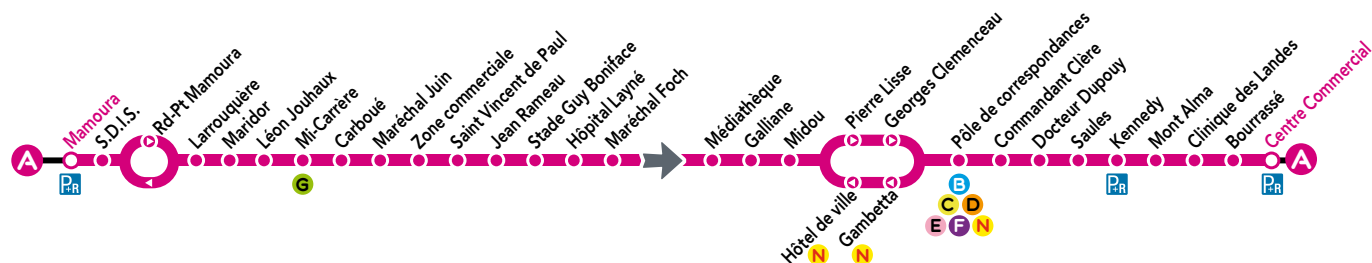 A
Mamoura
P+R
S.D.I.S.
Rd-Pt Mamoura
Larrouquère
Maridor
Léon Jouhaux
Mi-Carrère
G
Carboué
Maréchal Juin
Zone commerciale
Saint Vincent de Paul
Jean Rameau
Stade Guy Boniface
Hôpital Layné
Maréchal Foch
Médiathèque
Galliane
Midou
Pierre Lisse
Georges Clemenceau
Hôtel de ville
N
Gambetta
N
Pôle de correspondances
B
C D
E F N
Commandant Clère
Docteur Dupouy
Saules
Kennedy
P+R
Mont Alma
Clinique des Landes
Bourrassé
Centre Commercial
P+R
A